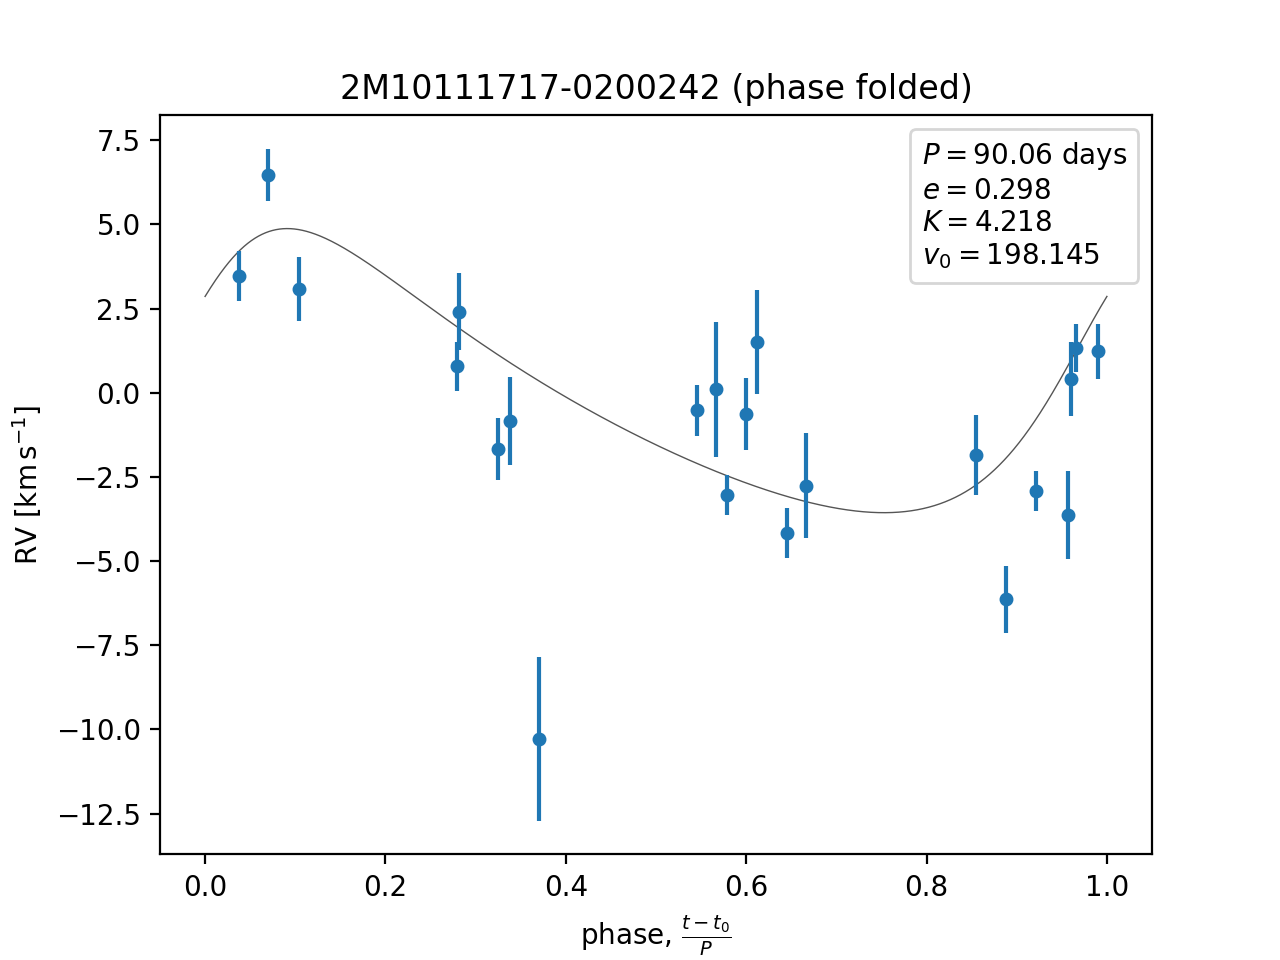 2M10111717-0200242 (phase folded)
P = 90.06 days
e = 0.298
K = 4.218
v₀ = 198.145
7.5
5.0
2.5
0.0
−2.5
−5.0
−7.5
−10.0
−12.5
RV [km s⁻¹]
0.0 0.2 0.4 0.6 0.8 1.0
phase, (t − t₀)/P